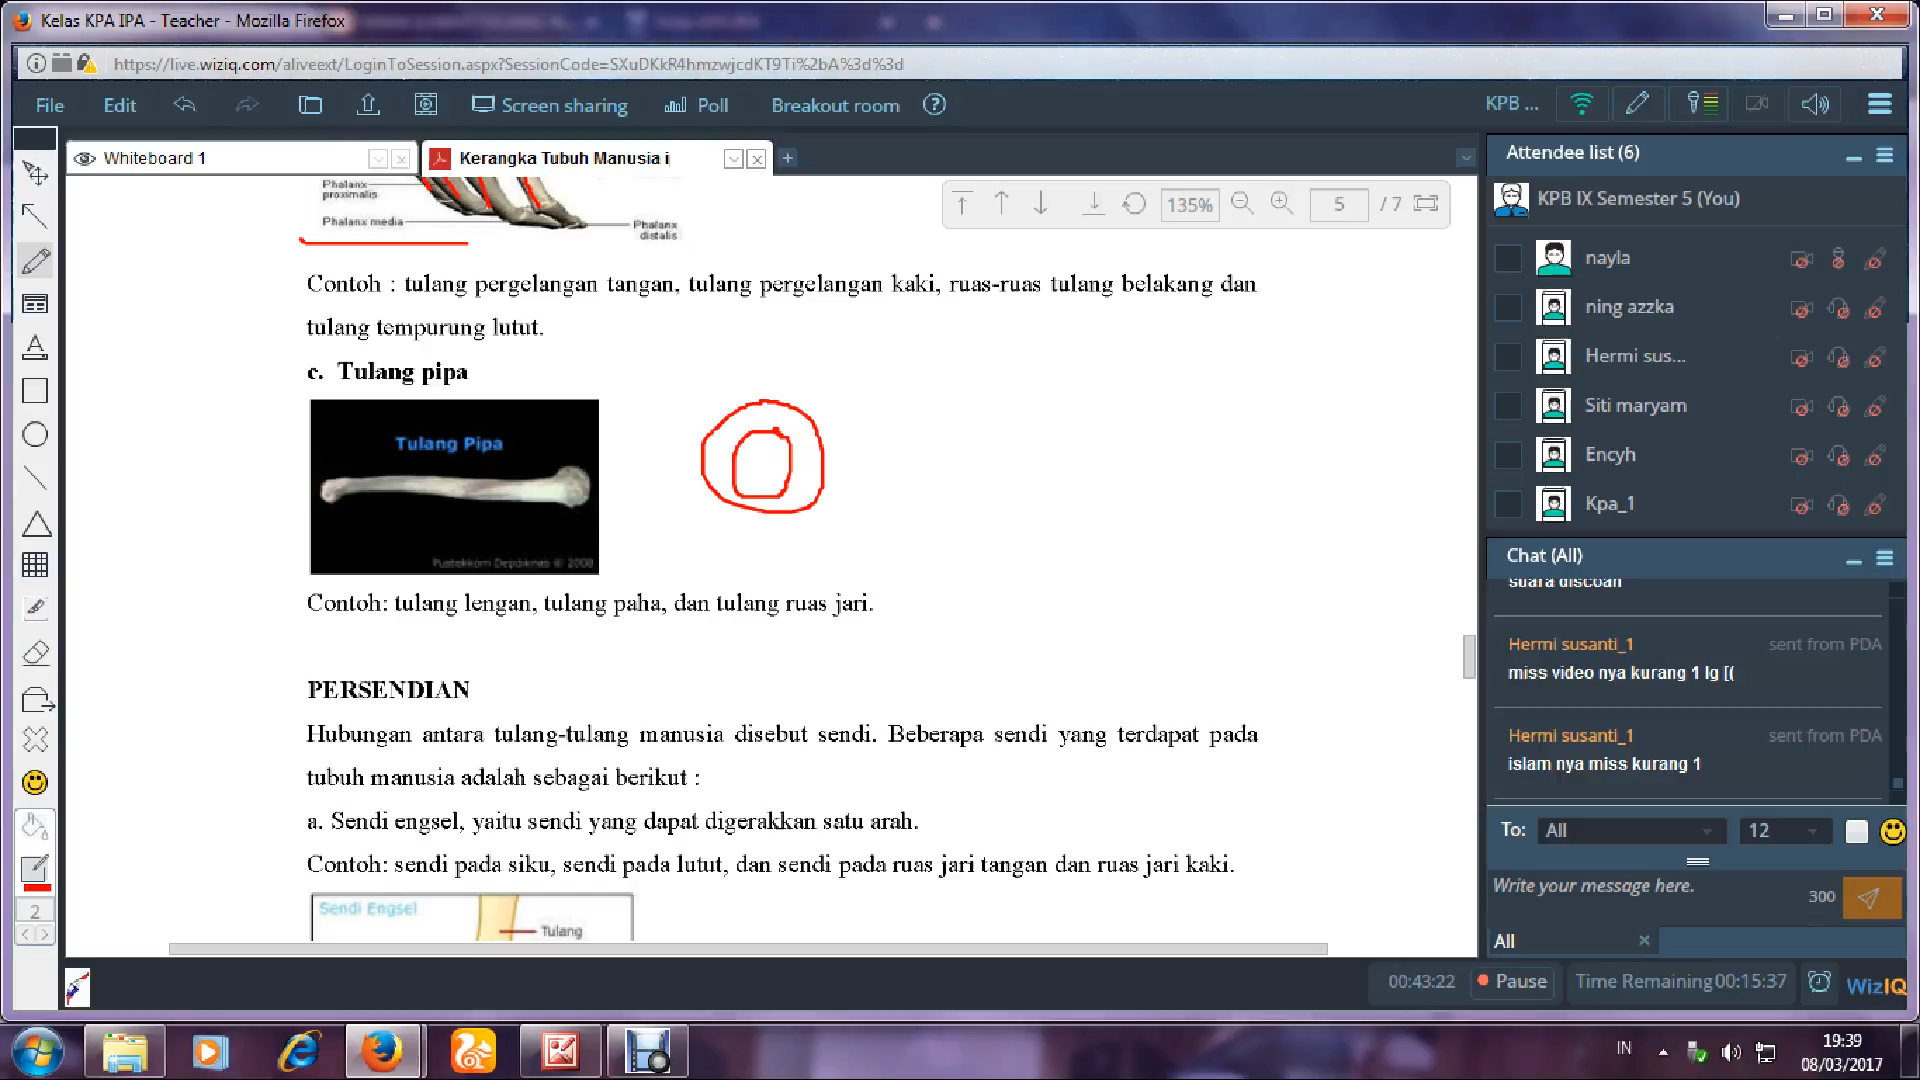 Kelas KPA IPA - Teacher - Mozilla Firefox
https://live.wiziq.com/aliveext/LoginToSession.aspx?SessionCode=SXuDKkR4hmzwjcdKT9Ti%2bA%3d%3d
File Edit Screen sharing Poll Breakout room KPB ...
Whiteboard 1
Kerangka Tubuh Manusia i
135%
5 / 7
Phalanx
proximalis
Phalanx media
Phalanx
distalis
Contoh : tulang pergelangan tangan, tulang pergelangan kaki, ruas-ruas tulang belakang dan
tulang tempurung lutut.
c. Tulang pipa
Tulang Pipa
Pustekkom Depdiknas © 2008
Contoh: tulang lengan, tulang paha, dan tulang ruas jari.
PERSENDIAN
Hubungan antara tulang-tulang manusia disebut sendi. Beberapa sendi yang terdapat pada
tubuh manusia adalah sebagai berikut :
a. Sendi engsel, yaitu sendi yang dapat digerakkan satu arah.
Contoh: sendi pada siku, sendi pada lutut, dan sendi pada ruas jari tangan dan ruas jari kaki.
Sendi Engsel
Tulang
2
Attendee list (6)
KPB IX Semester 5 (You)
nayla
ning azzka
Hermi sus...
Siti maryam
Encyh
Kpa_1
Chat (All)
suara discoan
Hermi susanti_1 sent from PDA
miss video nya kurang 1 lg [(
Hermi susanti_1 sent from PDA
islam nya miss kurang 1
To: All 12
Write your message here.
300
All
00:43:22 Pause Time Remaining 00:15:37 WizIQ
IN
19:39
08/03/2017